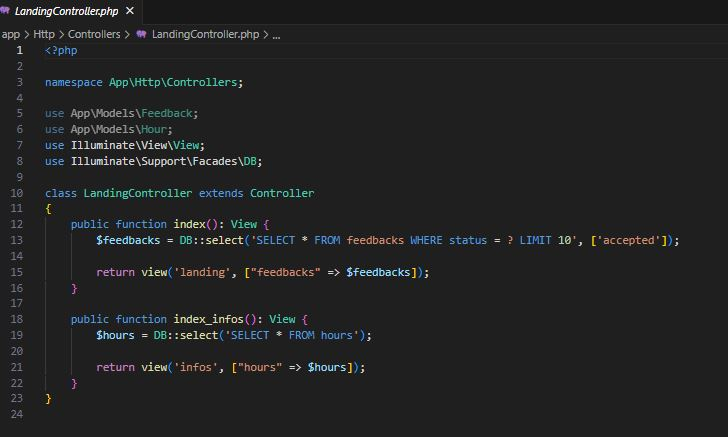 LandingController.php ×
app > Http > Controllers > LandingController.php > ...
1 <?php
2
3 namespace App\Http\Controllers;
4
5 use App\Models\Feedback;
6 use App\Models\Hour;
7 use Illuminate\View\View;
8 use Illuminate\Support\Facades\DB;
9
10 class LandingController extends Controller
11 {
12     public function index(): View {
13         $feedbacks = DB::select('SELECT * FROM feedbacks WHERE status = ? LIMIT 10', ['accepted']);
14
15         return view('landing', ["feedbacks" => $feedbacks]);
16     }
17
18     public function index_infos(): View {
19         $hours = DB::select('SELECT * FROM hours');
20
21         return view('infos', ["hours" => $hours]);
22     }
23 }
24